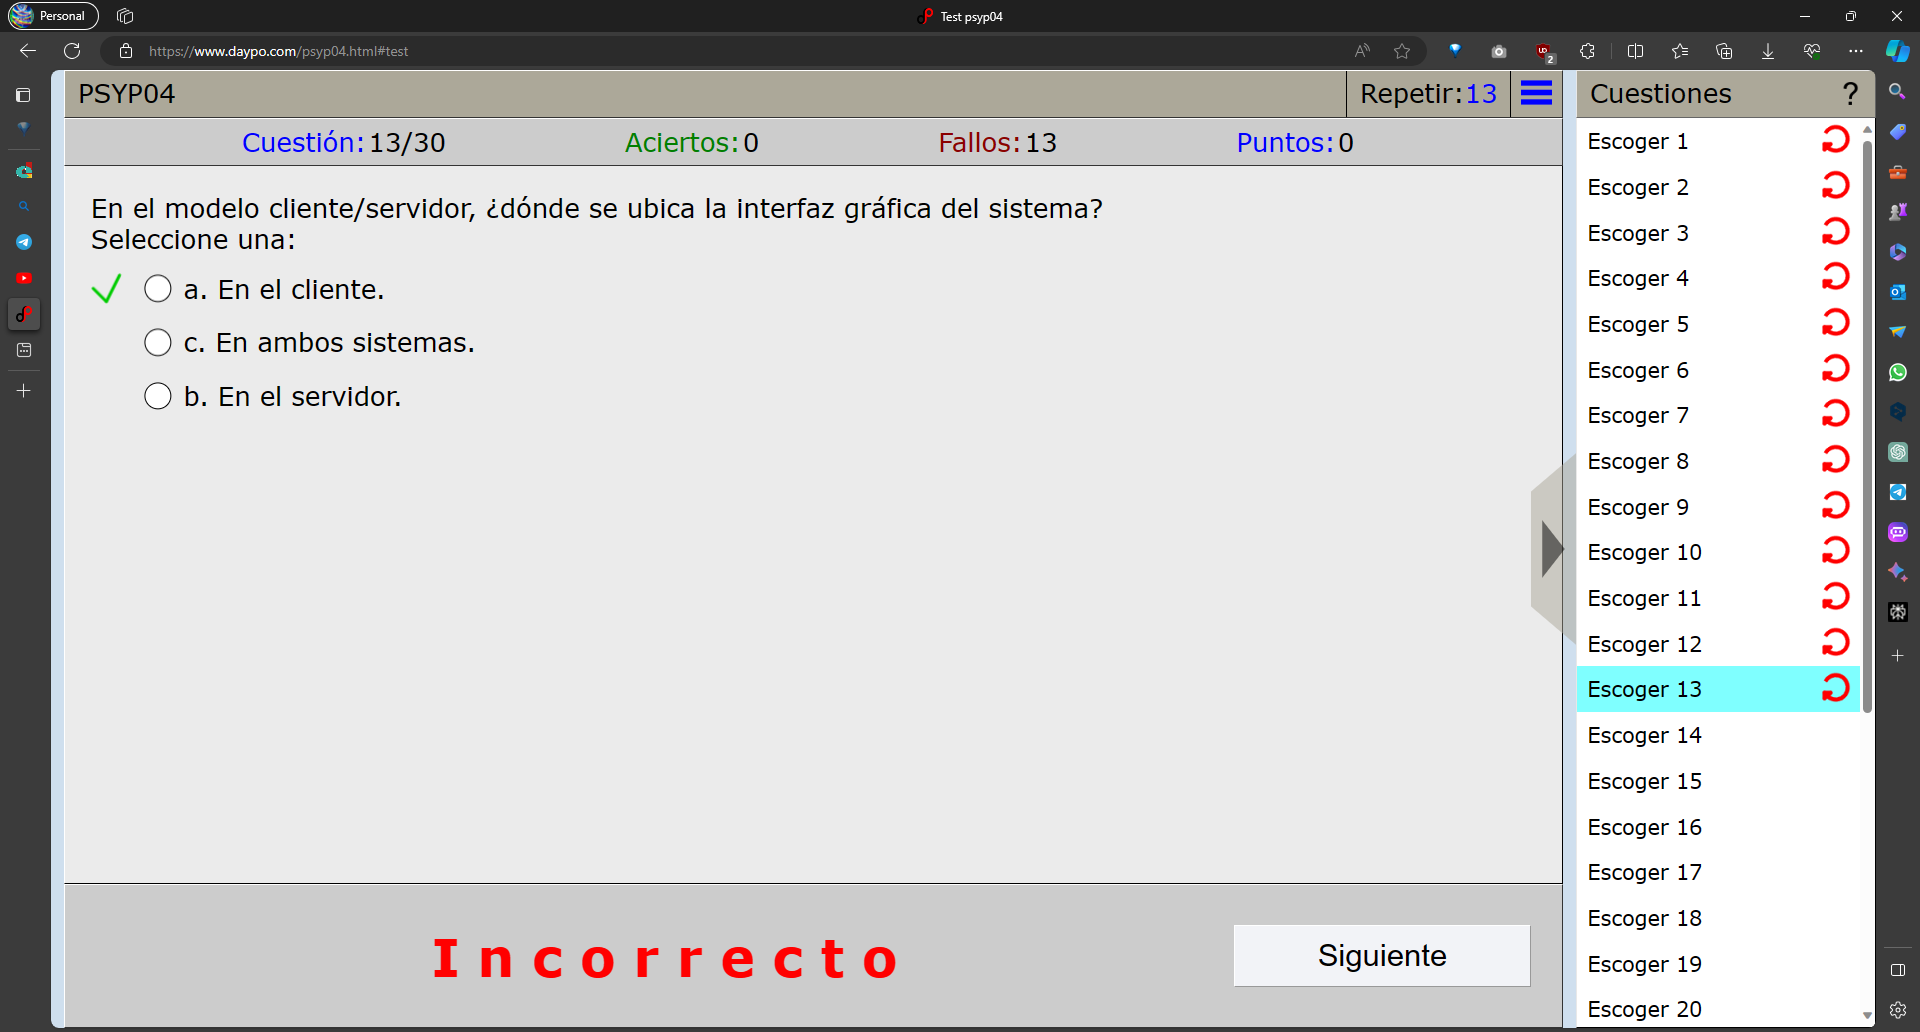 Personal
Test psyp04
https://www.daypo.com/psyp04.html#test
PSYP04
Repetir:13
Cuestión:13/30
Aciertos:0
Fallos:13
Puntos:0
En el modelo cliente/servidor, ¿dónde se ubica la interfaz gráfica del sistema?
Seleccione una:
a. En el cliente.
c. En ambos sistemas.
b. En el servidor.
Incorrecto
Siguiente
Cuestiones
?
Escoger 1
Escoger 2
Escoger 3
Escoger 4
Escoger 5
Escoger 6
Escoger 7
Escoger 8
Escoger 9
Escoger 10
Escoger 11
Escoger 12
Escoger 13
Escoger 14
Escoger 15
Escoger 16
Escoger 17
Escoger 18
Escoger 19
Escoger 20
2